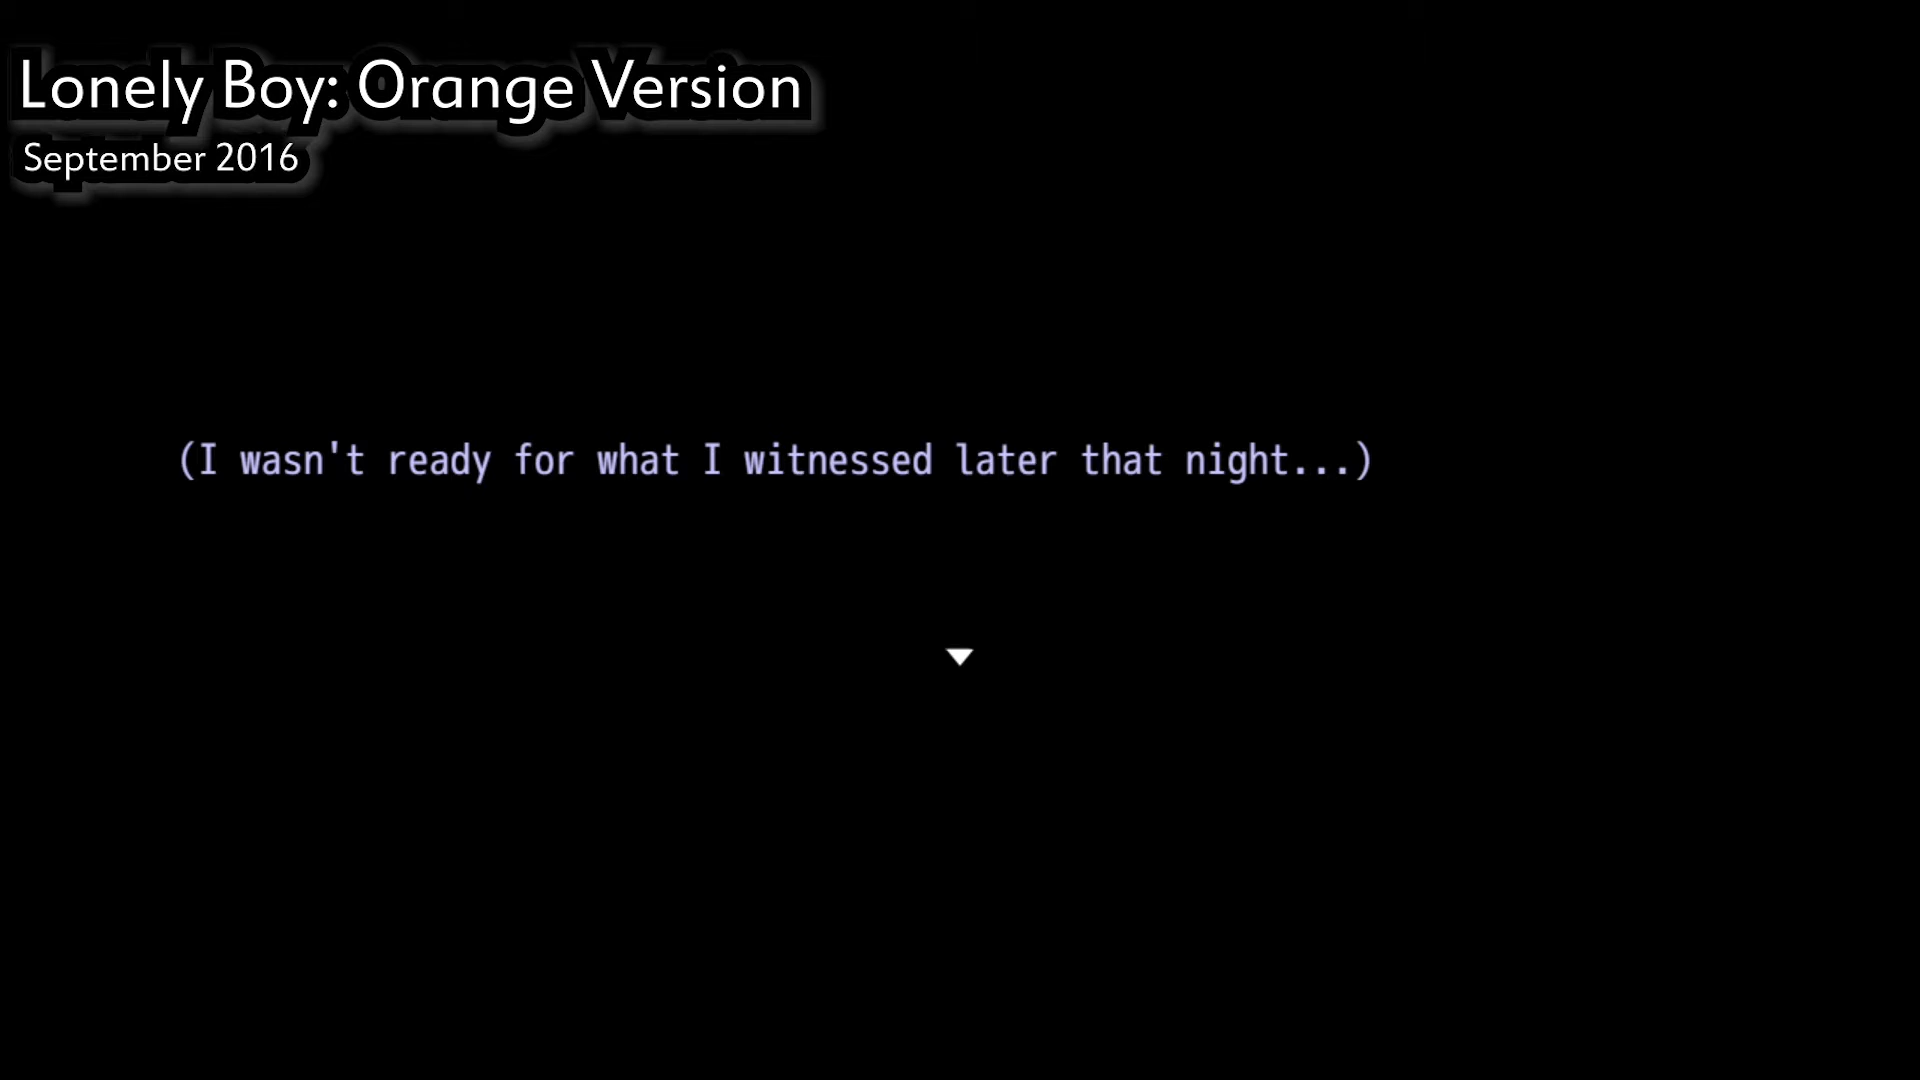 Lonely Boy: Orange Version
September 2016
(I wasn't ready for what I witnessed later that night...)